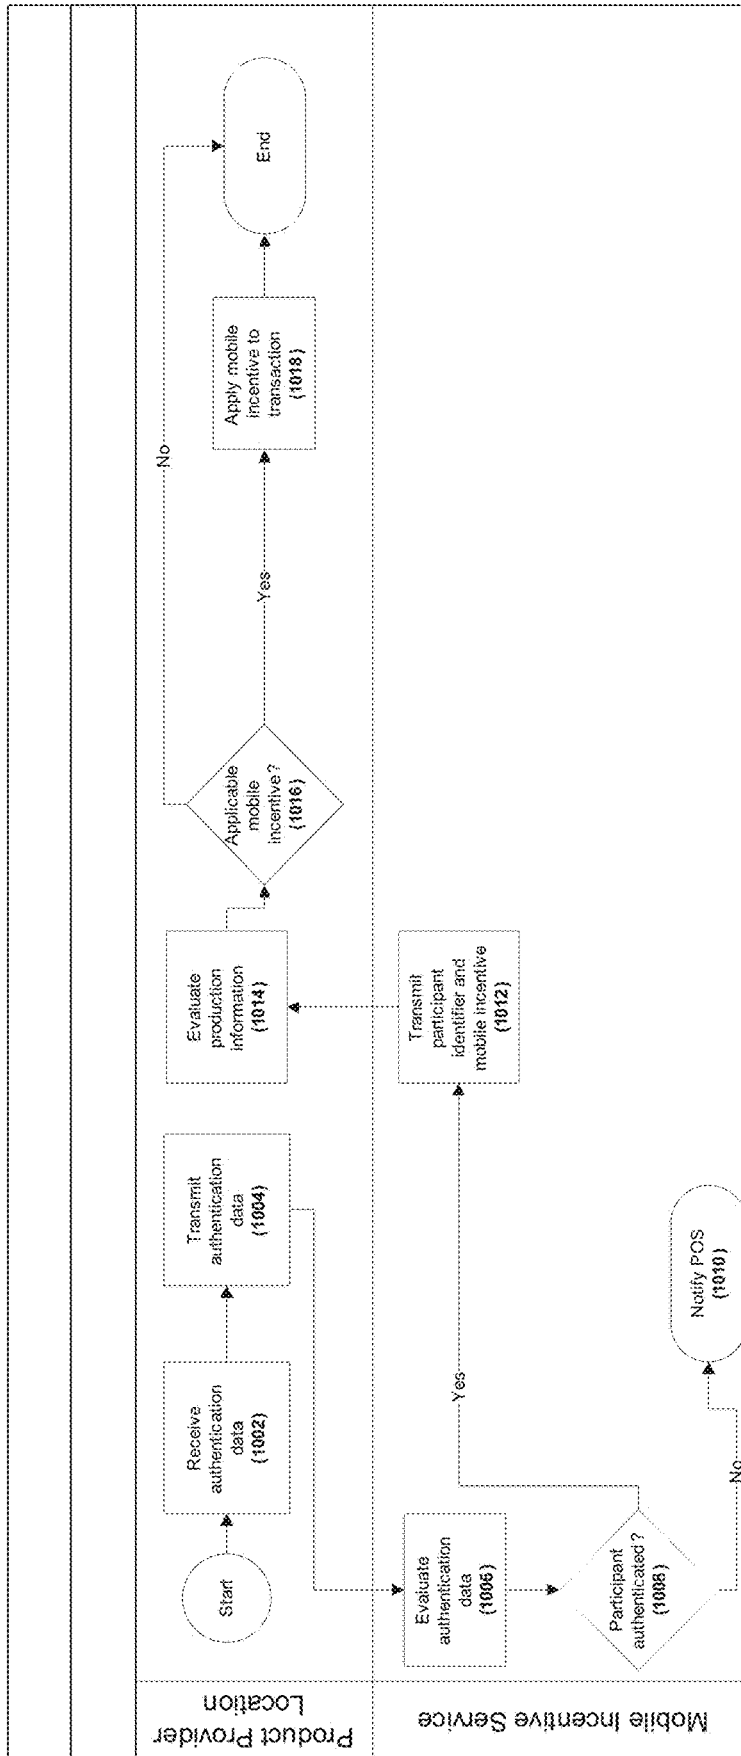 Product Provider
Location
Start
Receive
authentication
data
(1002)
Transmit
authentication
data
(1004)
Evaluate
production
information
(1014)
Applicable
mobile
incentive?
(1016)
No
Yes
Apply mobile
incentive to
transaction
(1018)
End
Mobile Incentive Service
Evaluate
authentication
data
(1006)
Participant
authenticated?
(1008)
Yes
No
Notify POS
(1010)
Transmit
participant
identifier and
mobile incentive
(1012)